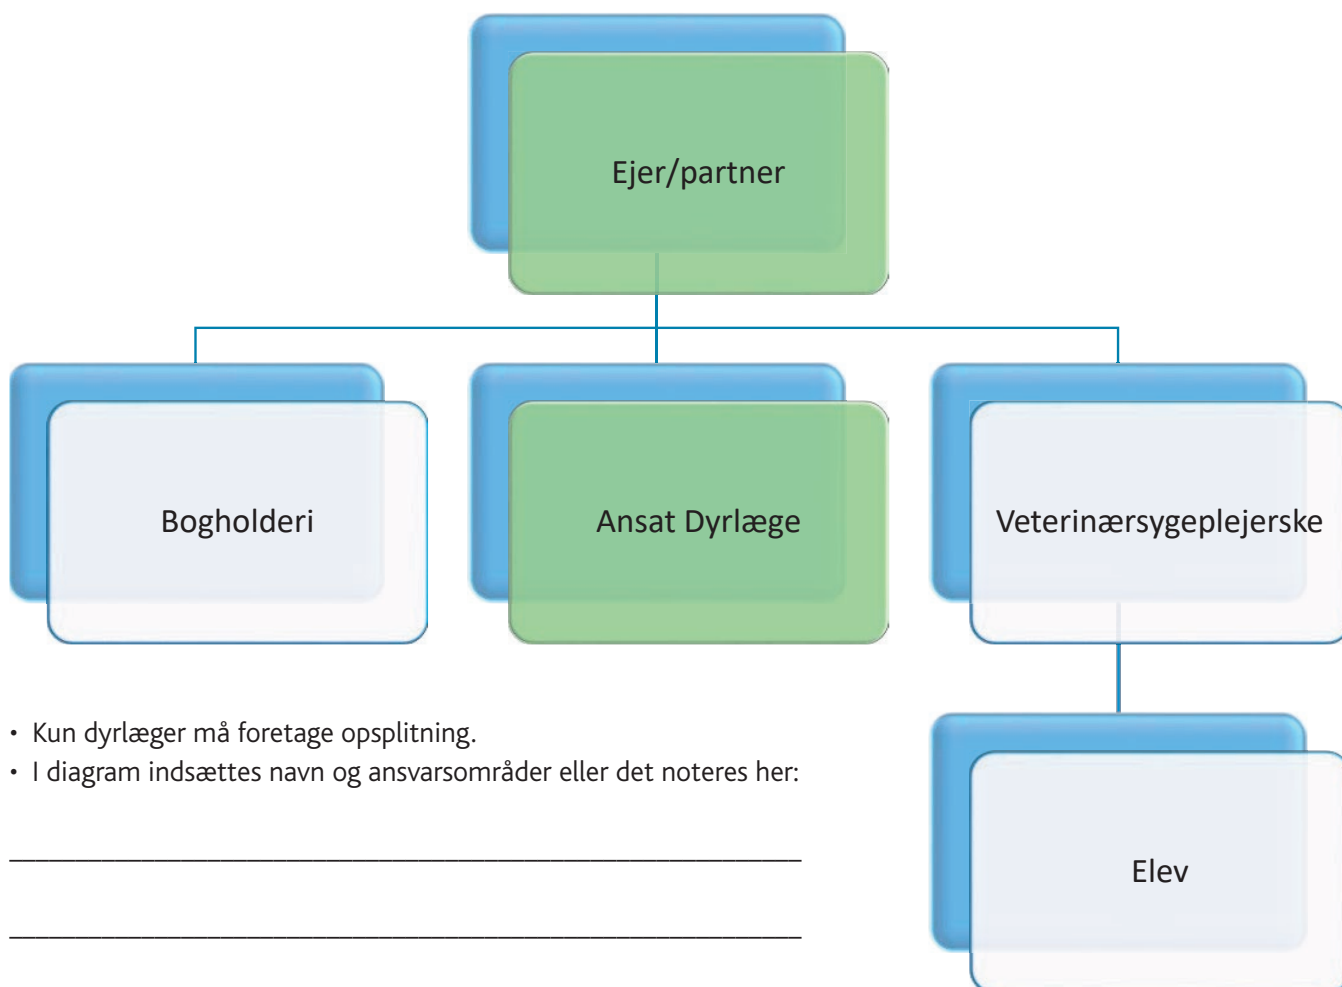 Ejer/partner
Bogholderi
Ansat Dyrlæge
Veterinærsygeplejerske
• Kun dyrlæger må foretage opsplitning.
• I diagram indsættes navn og ansvarsområder eller det noteres her:
Elev